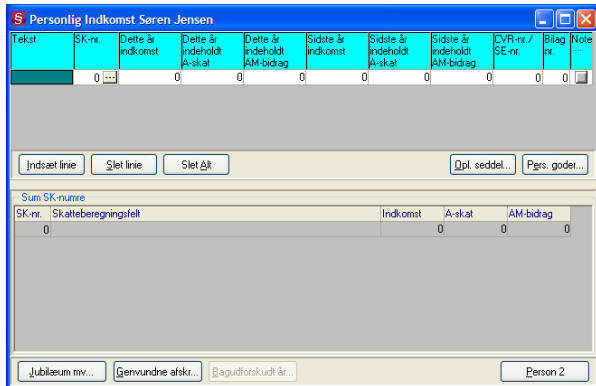 Personlig Indkomst Søren Jensen
Tekst SK-nr. Dette år Dette år Dette år Sidste år Sidste år Sidste år CVR-nr./ Bilag Note
indkomst indeholdt indeholdt indkomst indeholdt indeholdt SE-nr. nr. ...
A-skat AM-bidrag A-skat AM-bidrag
0 ... 0 0 0 0 0 0 0 0
Indsæt linie Slet linie Slet Alt Opl. seddel... Pers. goder...
Sum SK-numre
SK-nr. Skatteberegningsfelt Indkomst A-skat AM-bidrag
0 0 0 0
Jubilæum mv... Genvundne afskr... Bagudforskudt år... Person 2